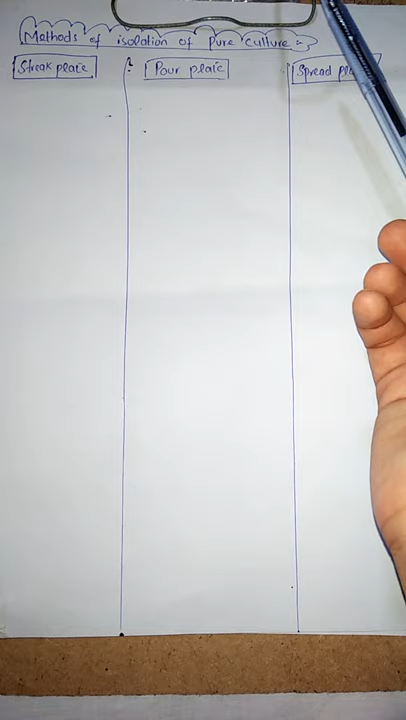 Methods of isolation of Pure culture :-
Streak plate
Pour plate
Spread